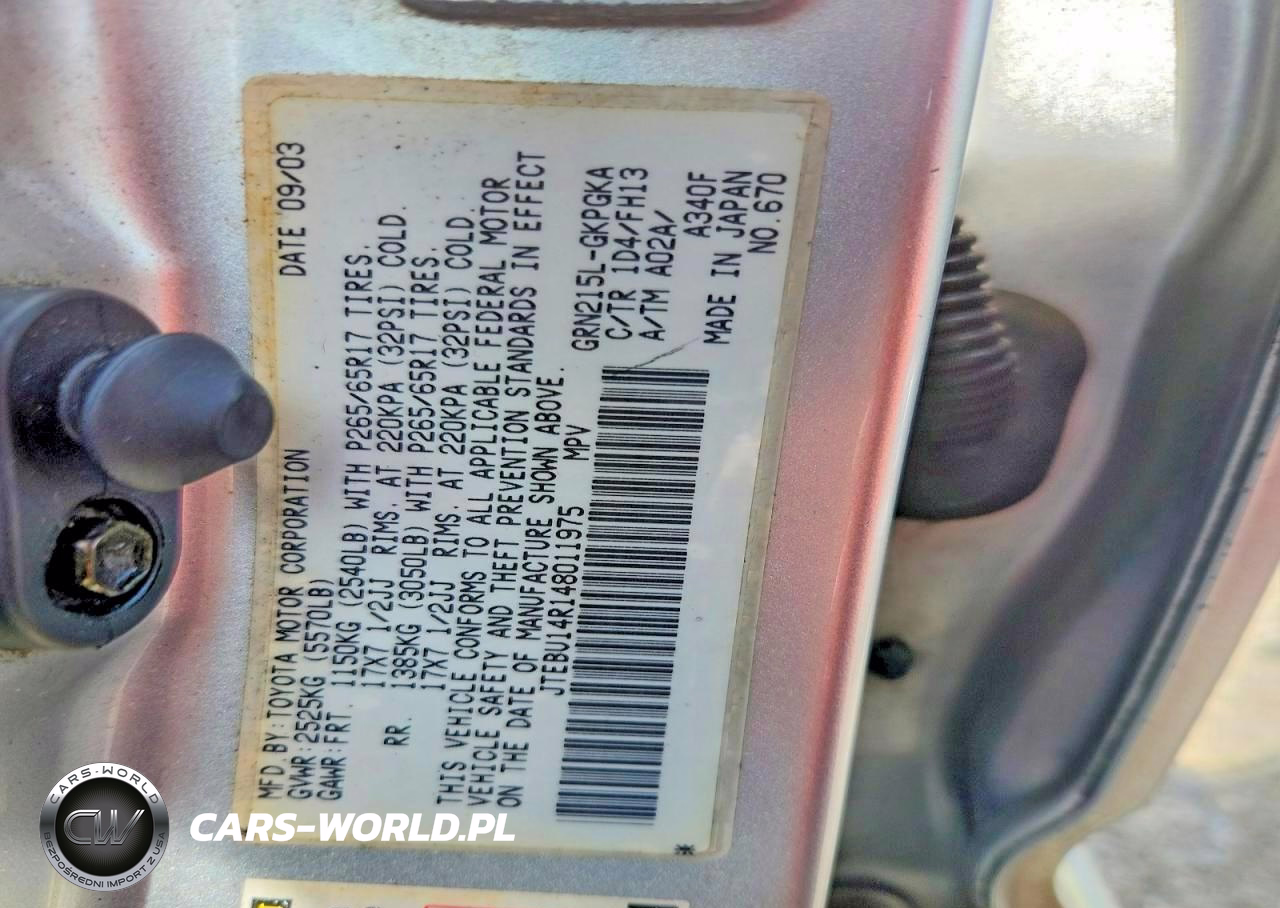 MFD. BY: TOYOTA MOTOR CORPORATION DATE 09/03
GVWR: 2525KG (5570LB)
GAWR: FRT. 1150KG (2540LB) WITH P265/65R17 TIRES.
17X7 1/2JJ RIMS. AT 220KPA (32PSI) COLD.
RR. 1385KG (3050LB) WITH P265/65R17 TIRES.
17X7 1/2JJ RIMS. AT 220KPA (32PSI) COLD.
THIS VEHICLE CONFORMS TO ALL APPLICABLE FEDERAL MOTOR
VEHICLE SAFETY AND THEFT PREVENTION STANDARDS IN EFFECT
ON THE DATE OF MANUFACTURE SHOWN ABOVE.
JTEBU14R148011975 MPV
GRN215L-GKPGKA
C/TR 1D4/FH13
A/TM A02A/ A340F
MADE IN JAPAN
NO.670
CARS-WORLD
CW
BEZPOŚREDNI IMPORT Z USA
CARS-WORLD.PL